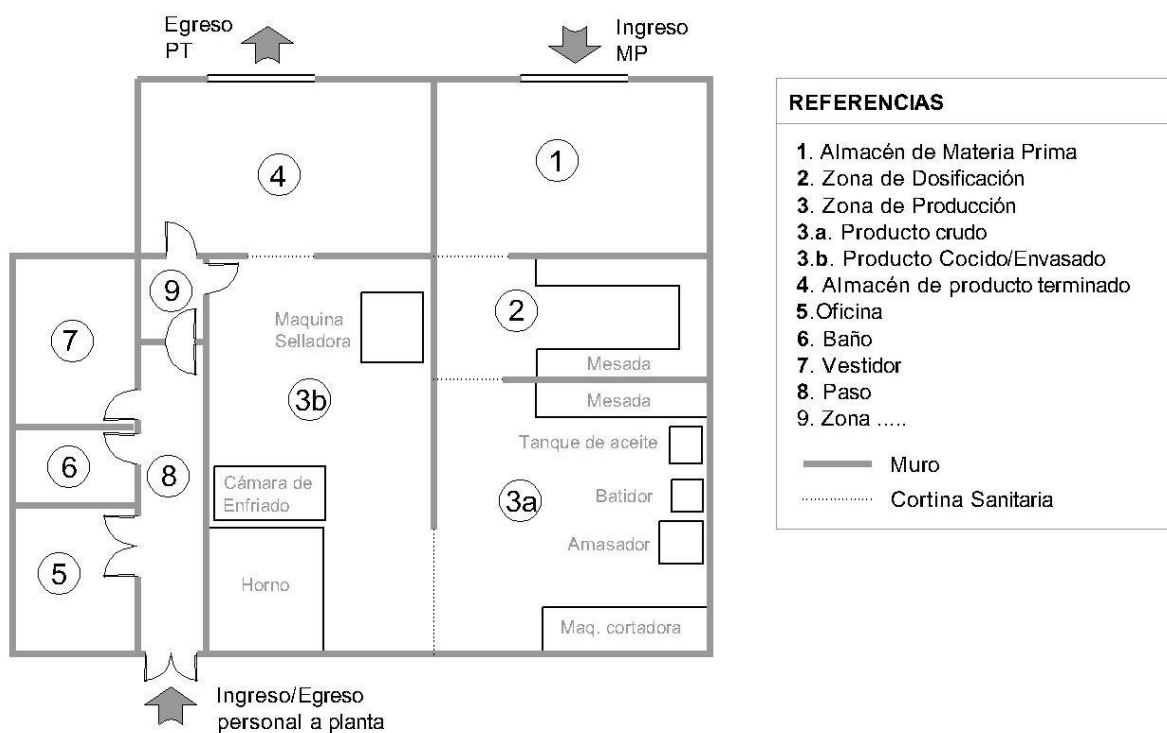 Egreso
PT
Ingreso
MP
4
1
9
7
Maquina
Selladora
2
Mesada
3b
Mesada
6
8
Tanque de aceite
Cámara de
Enfriado
3a
Batidor
Amasador
5
Horno
Maq. cortadora
Ingreso/Egreso
personal a planta
REFERENCIAS
1. Almacén de Materia Prima
2. Zona de Dosificación
3. Zona de Producción
3.a. Producto crudo
3.b. Producto Cocido/Envasado
4. Almacén de producto terminado
5.Oficina
6. Baño
7. Vestidor
8. Paso
9. Zona .....
Muro
Cortina Sanitaria